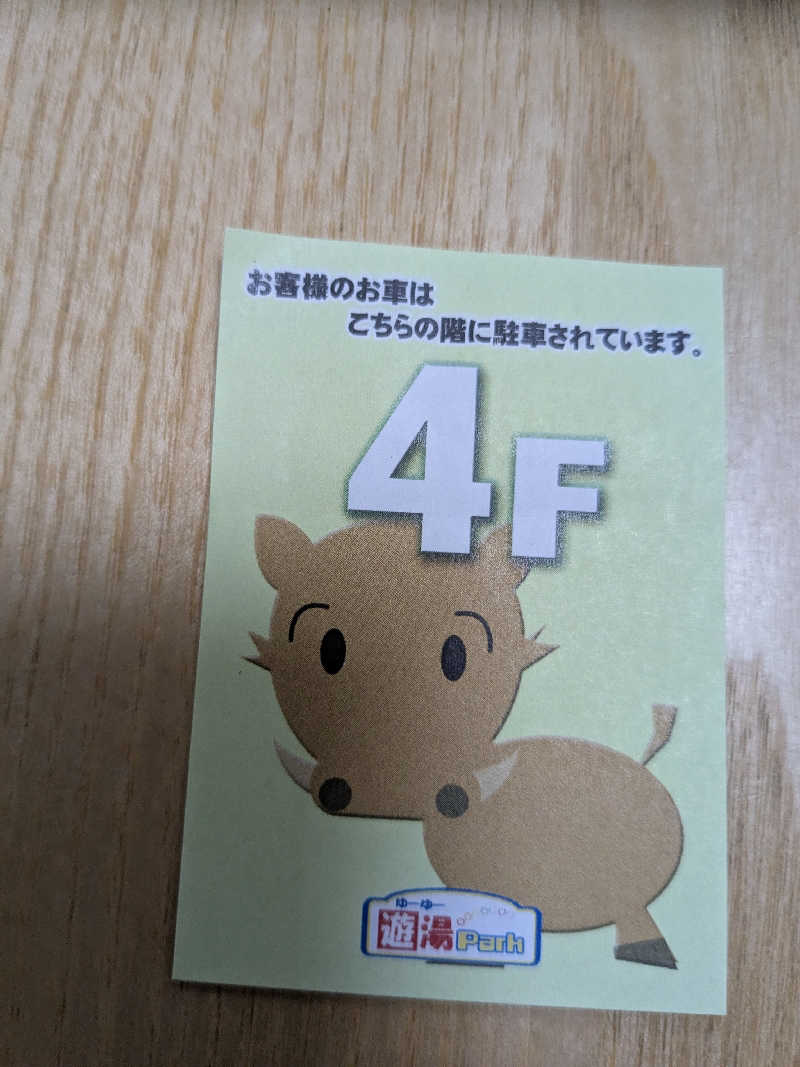 お客様のお車は
こちらの階に駐車されています。
4F
ゆーゆー
遊湯Park